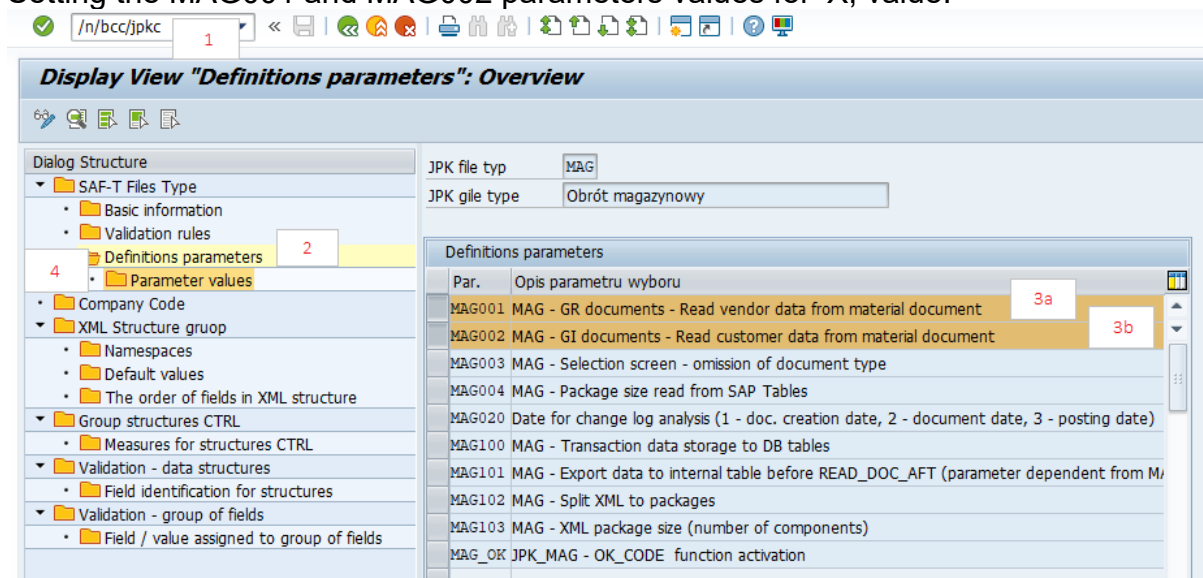 Setting the MAG001 and MAG002 parameters values for 'X', value.
/n/bcc/jpkc
1
Display View "Definitions parameters": Overview
Dialog Structure
SAF-T Files Type
Basic information
Validation rules
Definitions parameters
2
4
Parameter values
Company Code
XML Structure gruop
Namespaces
Default values
The order of fields in XML structure
Group structures CTRL
Measures for structures CTRL
Validation - data structures
Field identification for structures
Validation - group of fields
Field / value assigned to group of fields
JPK file typ MAG
JPK gile type Obrót magazynowy
Definitions parameters
Par. Opis parametru wyboru
MAG001 MAG - GR documents - Read vendor data from material document
3a
MAG002 MAG - GI documents - Read customer data from material document
3b
MAG003 MAG - Selection screen - omission of document type
MAG004 MAG - Package size read from SAP Tables
MAG020 Date for change log analysis (1 - doc. creation date, 2 - document date, 3 - posting date)
MAG100 MAG - Transaction data storage to DB tables
MAG101 MAG - Export data to internal table before READ_DOC_AFT (parameter dependent from
MAG102 MAG - Split XML to packages
MAG103 MAG - XML package size (number of components)
MAG_OK JPK_MAG - OK_CODE function activation